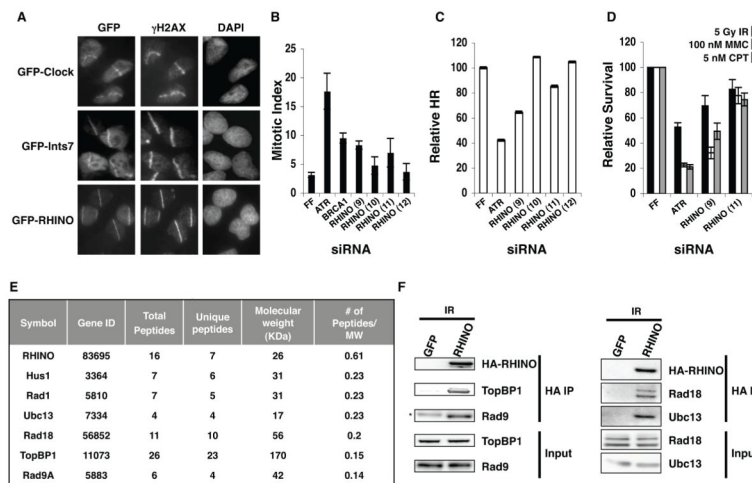 A
GFP
γH2AX
DAPI
GFP-Clock
GFP-Ints7
GFP-RHINO
B
Mitotic Index
25
20
15
10
5
0
FF
ATR
BRCA1
RHINO (9)
RHINO (10)
RHINO (11)
RHINO (12)
siRNA
C
Relative HR
120
100
80
60
40
20
0
FF
ATR
RHINO (9)
RHINO (10)
RHINO (11)
RHINO (12)
siRNA
D
5 Gy IR
100 nM MMC
5 nM CPT
Relative Survival
120
100
80
60
40
20
0
FF
ATR
RHINO (9)
RHINO (11)
siRNA
E
Symbol Gene ID Total Peptides Unique peptides Molecular weight (KDa) # of Peptides/ MW
RHINO 83695 16 7 26 0.61
Hus1 3364 7 6 31 0.23
Rad1 5810 7 5 31 0.23
Ubc13 7334 4 4 17 0.23
Rad18 56852 11 10 56 0.2
TopBP1 11073 26 23 170 0.15
Rad9A 5883 6 4 42 0.14
F
IR
GFP
RHINO
HA-RHINO
TopBP1
* Rad9
HA IP
TopBP1
Rad9
Input
IR
GFP
RHINO
HA-RHINO
Rad18
Ubc13
HA
Rad18
Ubc13
Input